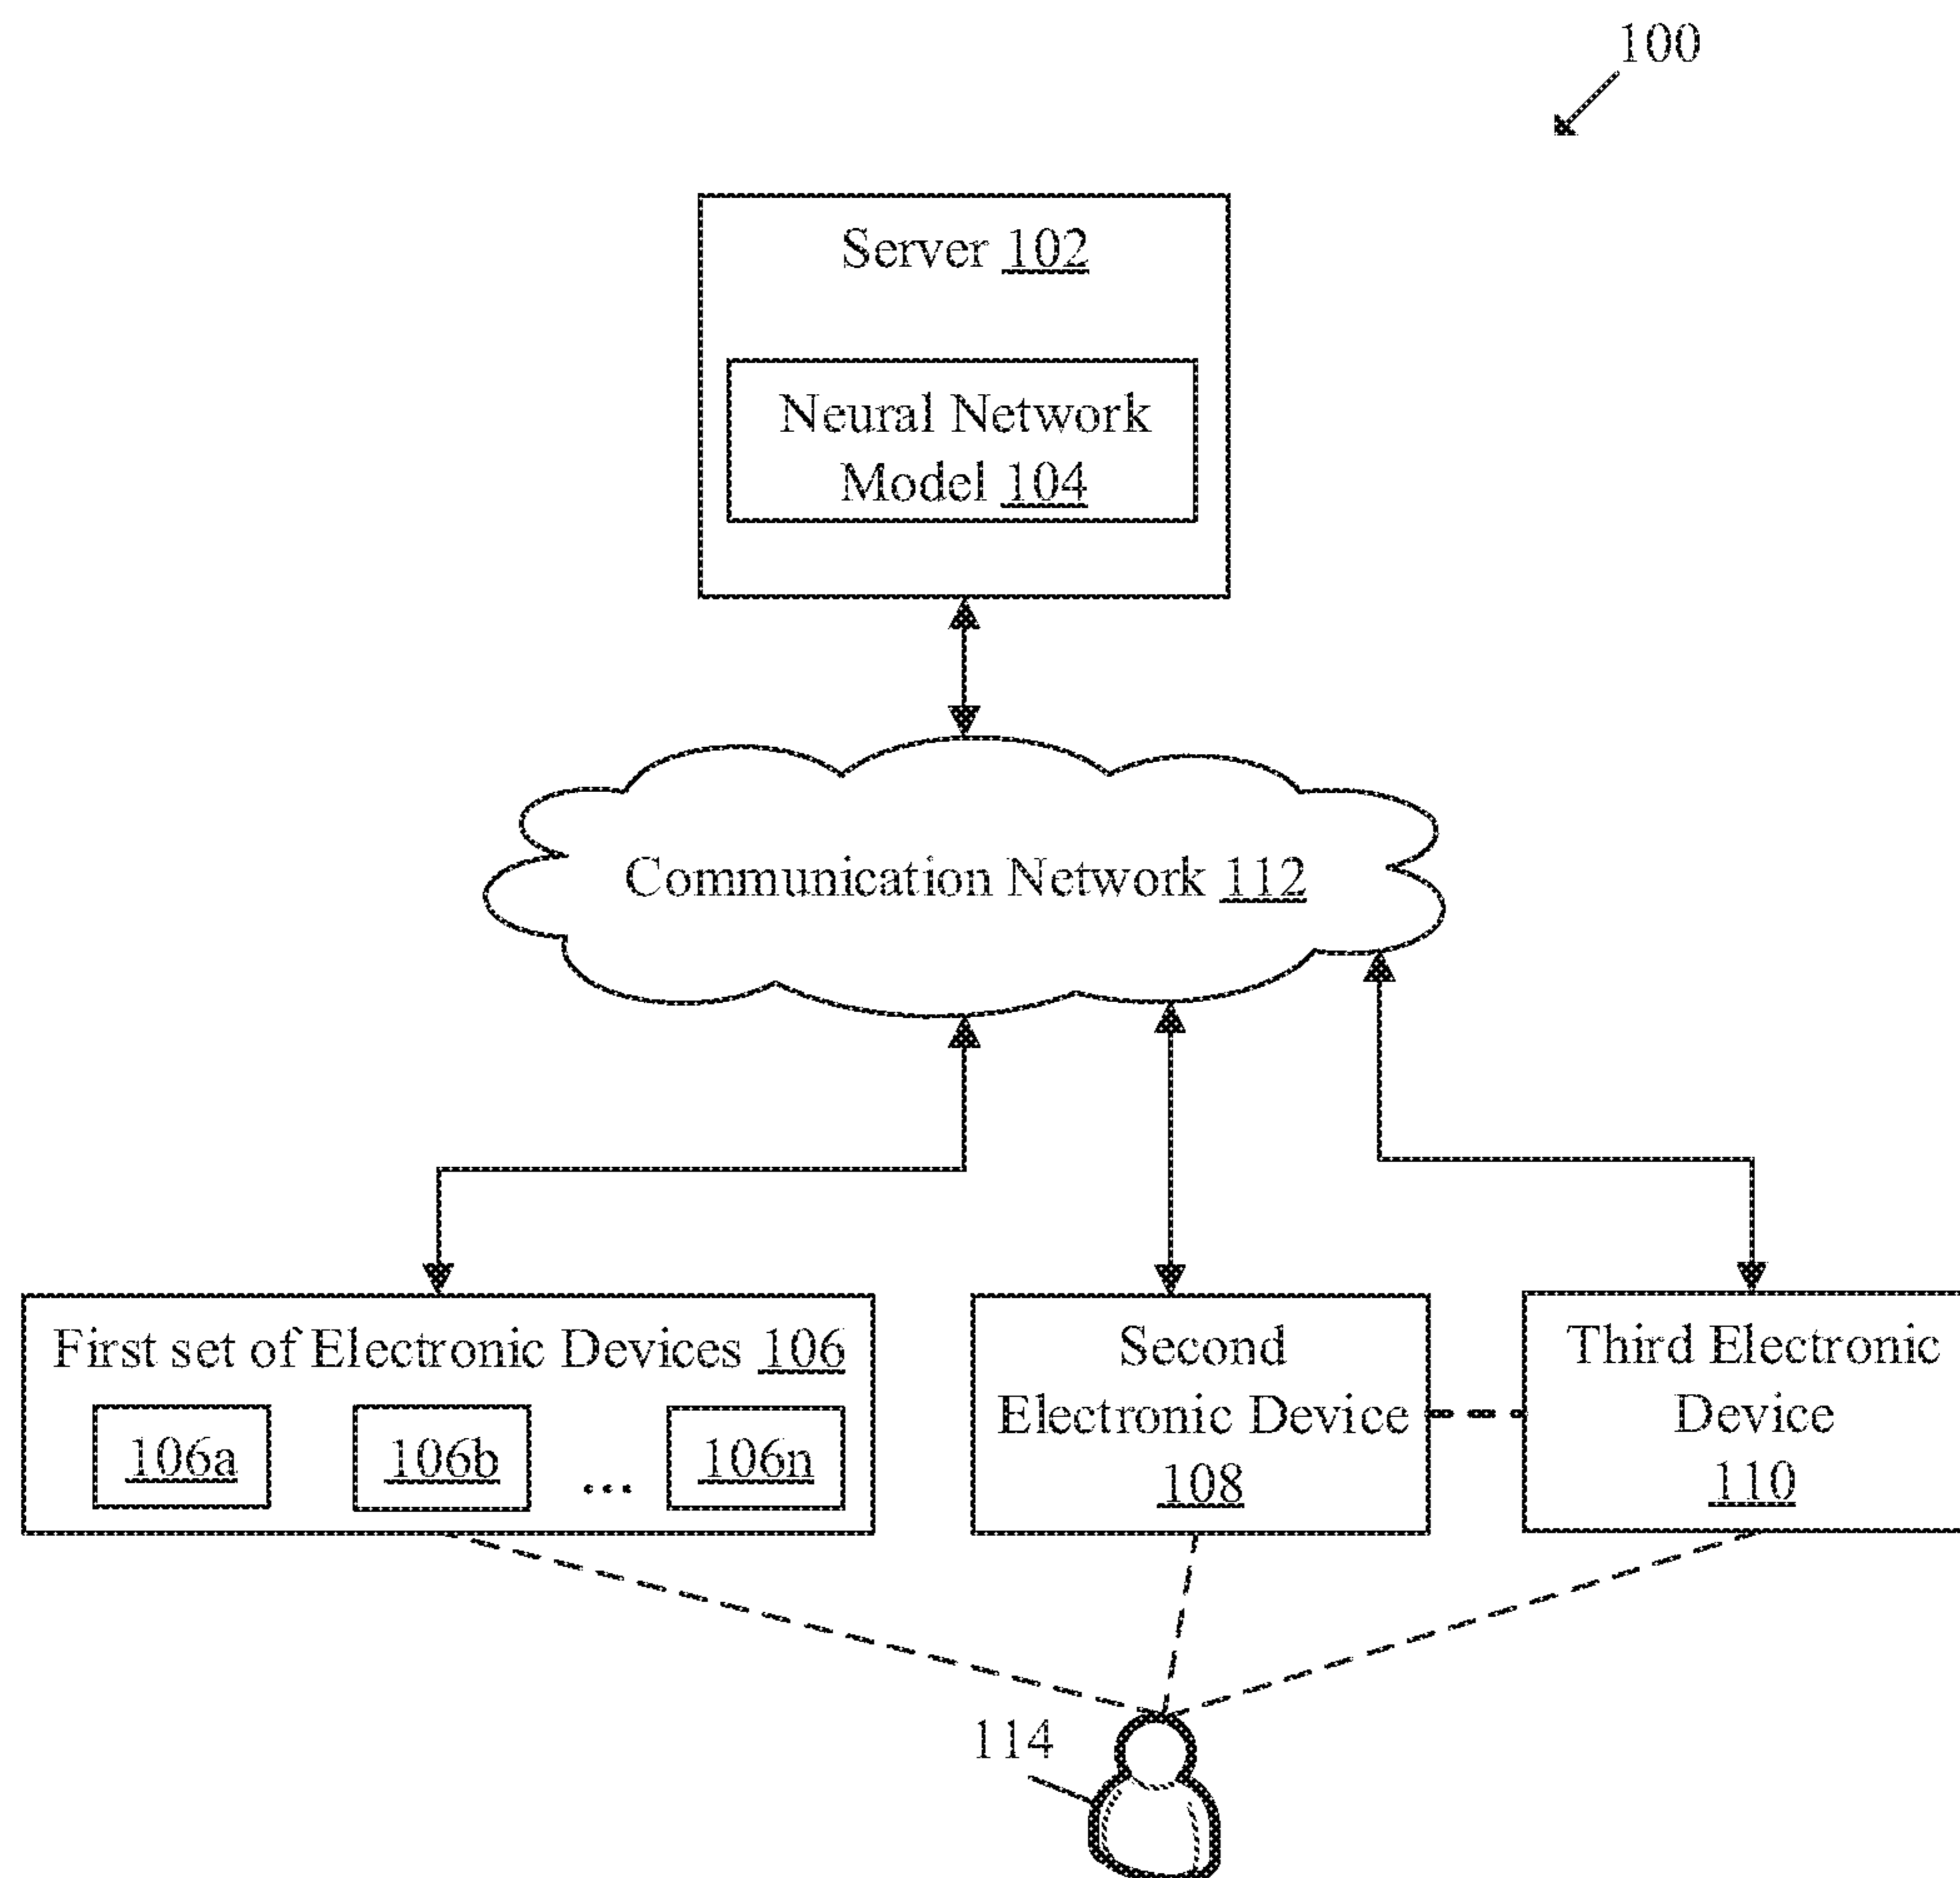 100
Server 102
Neural Network
Model 104
Communication Network 112
First set of Electronic Devices 106
106a
106b
...
106n
Second
Electronic Device
108
Third Electronic
Device
110
114